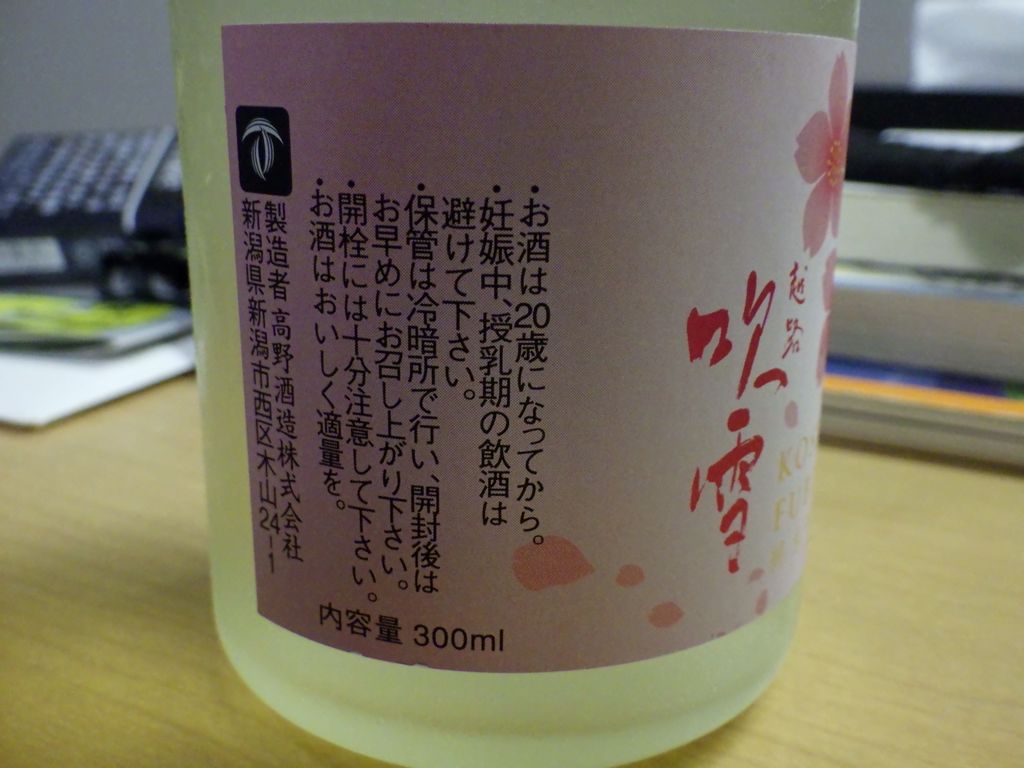 越路
吹雪
・お酒は20歳になってから。
・妊娠中、授乳期の飲酒は
避けて下さい。
・保管は冷暗所で行い、開封後は
お早めにお召し上がり下さい。
・開栓には十分注意して下さい。
・お酒はおいしく適量を。
製造者 高野酒造株式会社
新潟県新潟市西区木山24-1
内容量 300ml